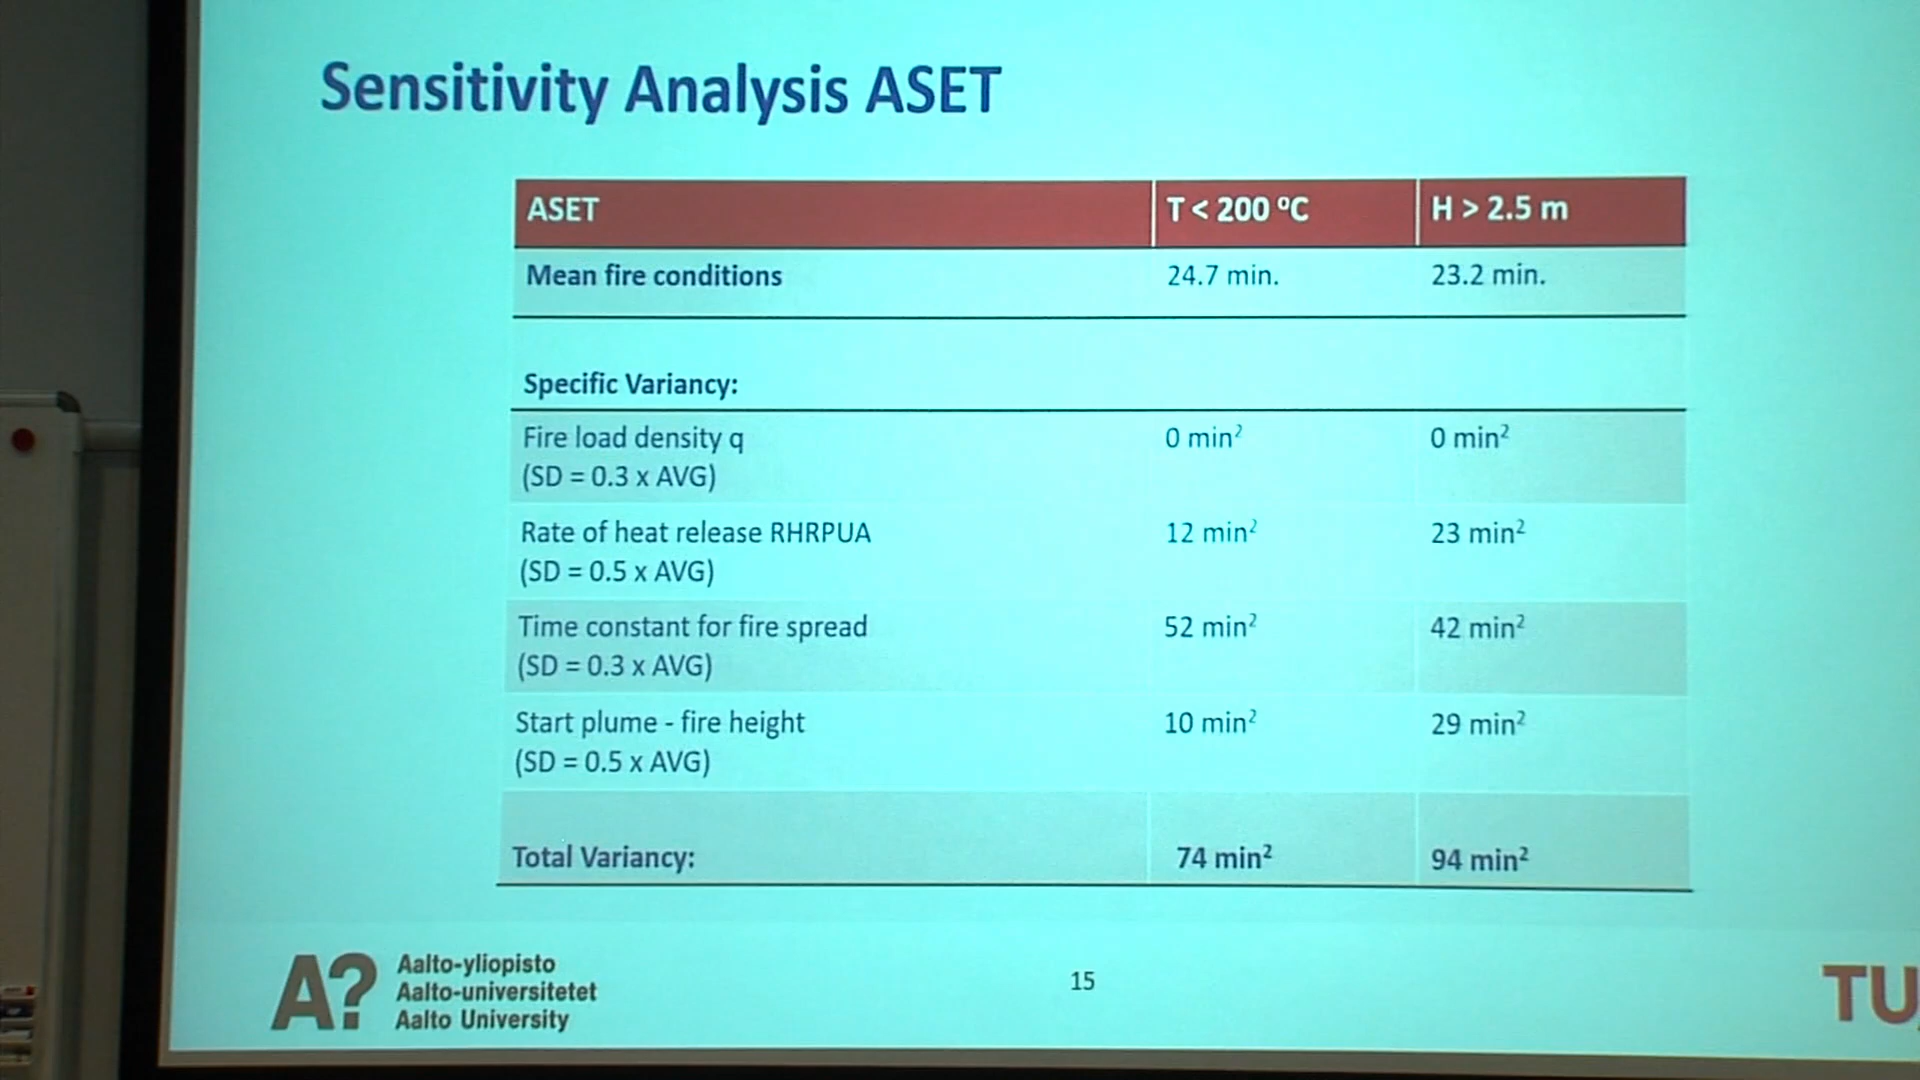 Sensitivity Analysis ASET
ASET T < 200 ºC H > 2.5 m
Mean fire conditions 24.7 min. 23.2 min.
Specific Variancy:
Fire load density q 0 min² 0 min²
(SD = 0.3 x AVG)
Rate of heat release RHRPUA 12 min² 23 min²
(SD = 0.5 x AVG)
Time constant for fire spread 52 min² 42 min²
(SD = 0.3 x AVG)
Start plume - fire height 10 min² 29 min²
(SD = 0.5 x AVG)
Total Variancy: 74 min² 94 min²
A? Aalto-yliopisto
Aalto-universitetet
Aalto University
15
TU